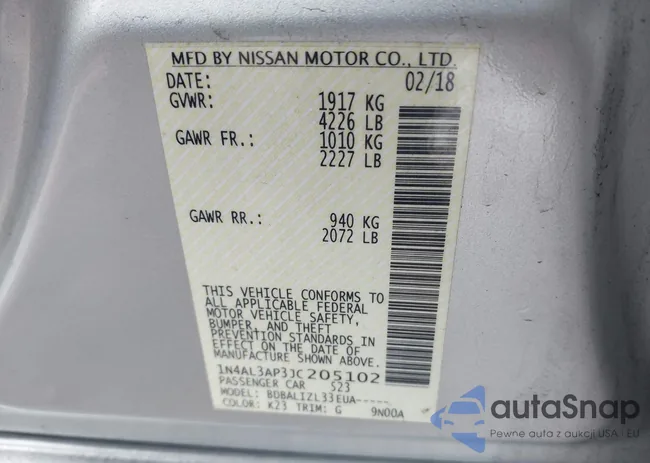 MFD BY NISSAN MOTOR CO., LTD.
DATE: 02/18
GVWR: 1917 KG
4226 LB
GAWR FR.: 1010 KG
2227 LB
GAWR RR.: 940 KG
2072 LB
THIS VEHICLE CONFORMS TO
ALL APPLICABLE FEDERAL
MOTOR VEHICLE SAFETY,
BUMPER, AND THEFT
PREVENTION STANDARDS IN
EFFECT ON THE DATE OF
MANUFACTURE SHOWN ABOVE.
1N4AL3AP3JC205102
PASSENGER CAR S23
MODEL: BDBALIZL33EUA-----
COLOR: K23 TRIM: G 9N00A
autoSnap
Pewne auta z aukcji USA i EU